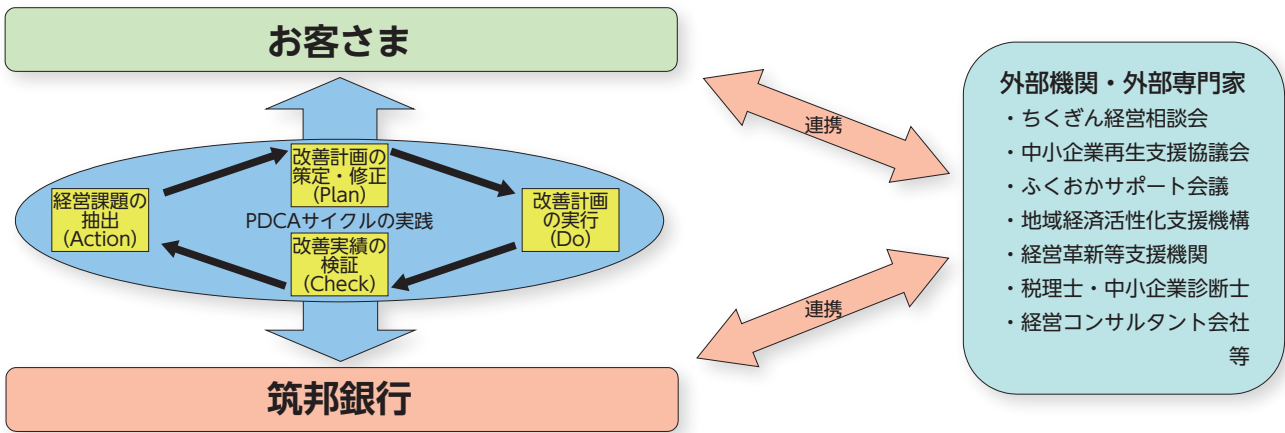 お客さま
改善計画の
策定・修正
(Plan)
経営課題の
抽出
(Action)
PDCAサイクルの実践
改善計画
の実行
(Do)
改善実績の
検証
(Check)
筑邦銀行
連携
連携
外部機関・外部専門家
・ちくぎん経営相談会
・中小企業再生支援協議会
・ふくおかサポート会議
・地域経済活性化支援機構
・経営革新等支援機関
・税理士・中小企業診断士
・経営コンサルタント会社
等